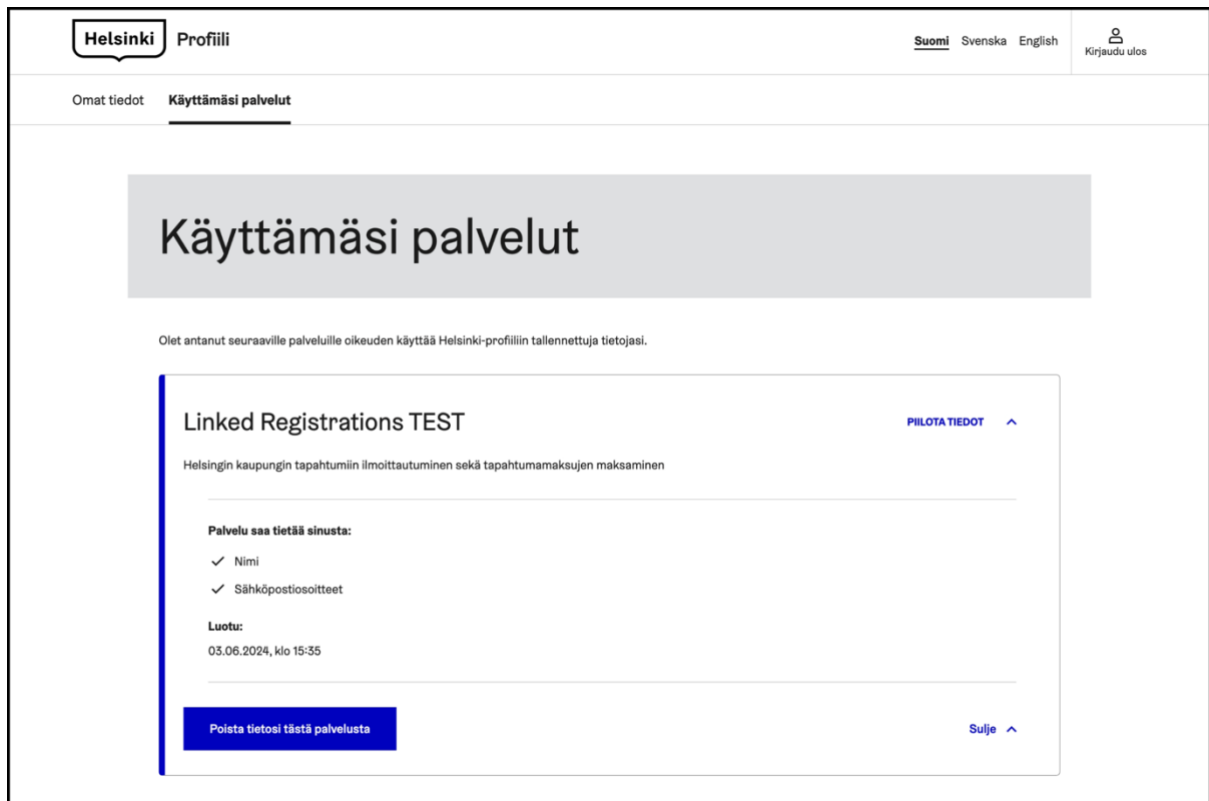 Helsinki Profiili
Suomi Svenska English
Kirjaudu ulos
Omat tiedot Käyttämäsi palvelut
Käyttämäsi palvelut
Olet antanut seuraaville palveluille oikeuden käyttää Helsinki-profiiliin tallennettuja tietojasi.
Linked Registrations TEST
PIILOTA TIEDOT
Helsingin kaupungin tapahtumiin ilmoittautuminen sekä tapahtumamaksujen maksaminen
Palvelu saa tietää sinusta:
Nimi
Sähköpostiosoitteet
Luotu:
03.06.2024, klo 15:35
Poista tietosi tästä palvelusta
Sulje